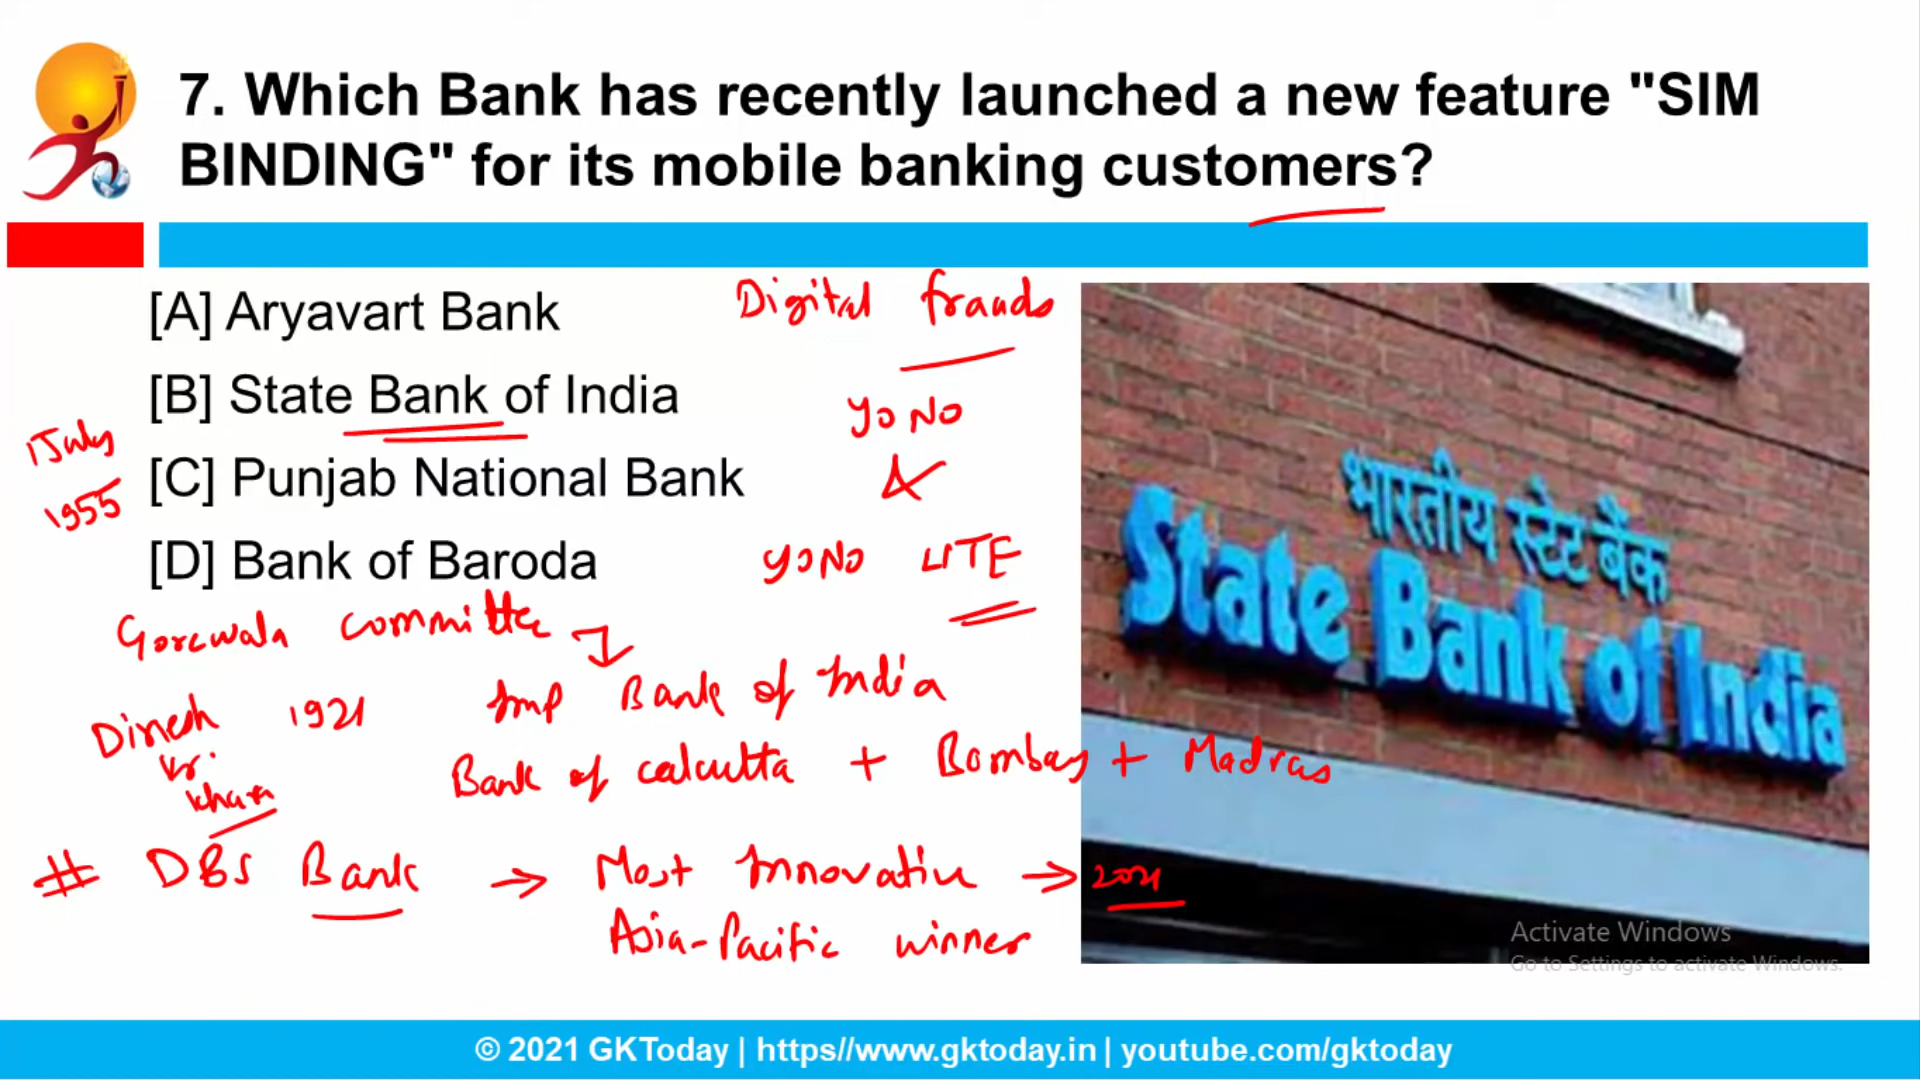 7. Which Bank has recently launched a new feature "SIM
BINDING" for its mobile banking customers?
[A] Aryavart Bank
Digital frauds
[B] State Bank of India
YONO
1 July
1955
[C] Punjab National Bank
&
[D] Bank of Baroda
YONO LITE
Gorewala committee
Imp Bank of India
Dinesh 1921
Kr.
Khara
Bank of calcutta + Bombay + Madras
# DBS Bank → Most Innovative → 2021
Asia-Pacific winner
भारतीय स्टेट बैंक
State Bank of India
Activate Windows
Go to Settings to activate Windows.
© 2021 GKToday | https//www.gktoday.in | youtube.com/gktoday